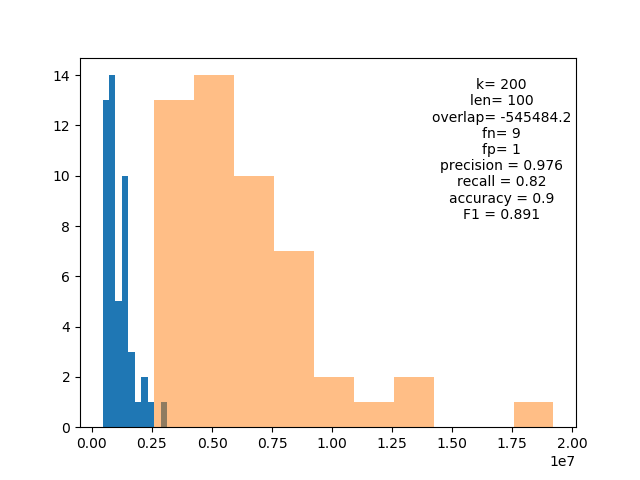 14
12
10
8
6
4
2
0
k= 200
len= 100
overlap= -545484.2
fn= 9
fp= 1
precision = 0.976
recall = 0.82
accuracy = 0.9
F1 = 0.891
0.00 0.25 0.50 0.75 1.00 1.25 1.50 1.75 2.00
1e7